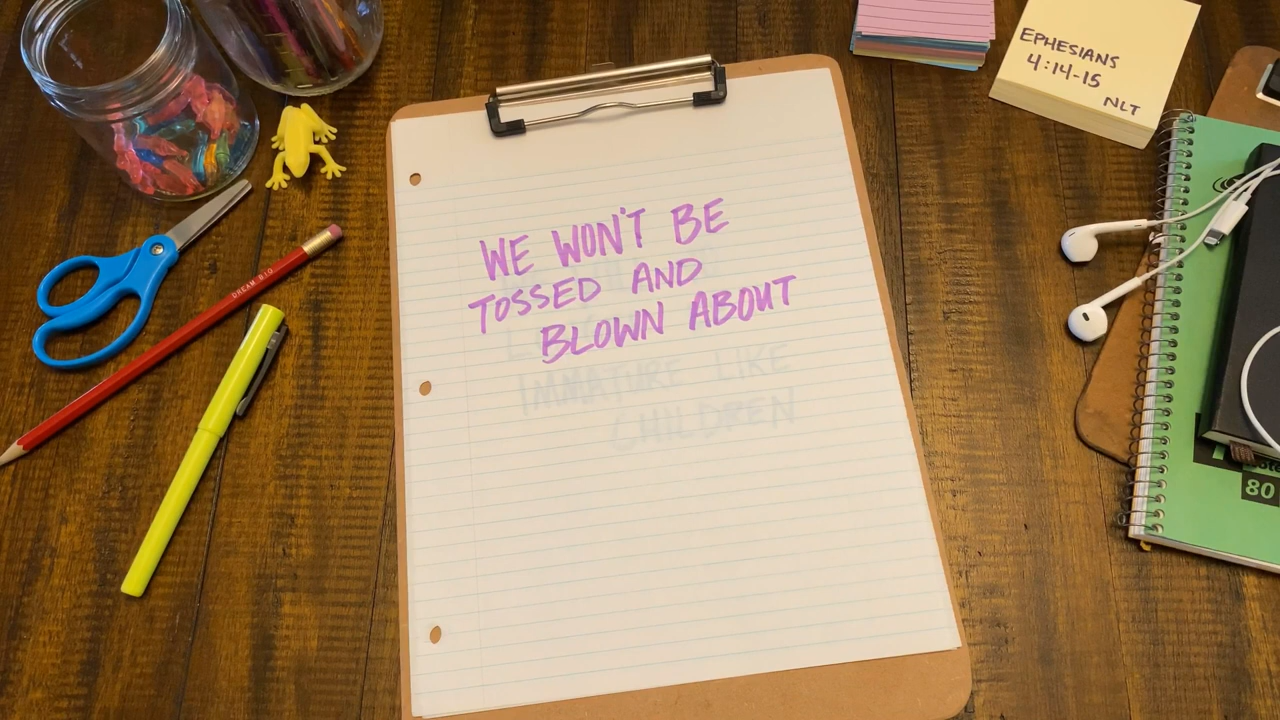 WE WON'T BE
TOSSED AND
BLOWN ABOUT
IMMATURE LIKE
CHILDREN
EPHESIANS
4:14-15
NLT
DREAM BIG
80